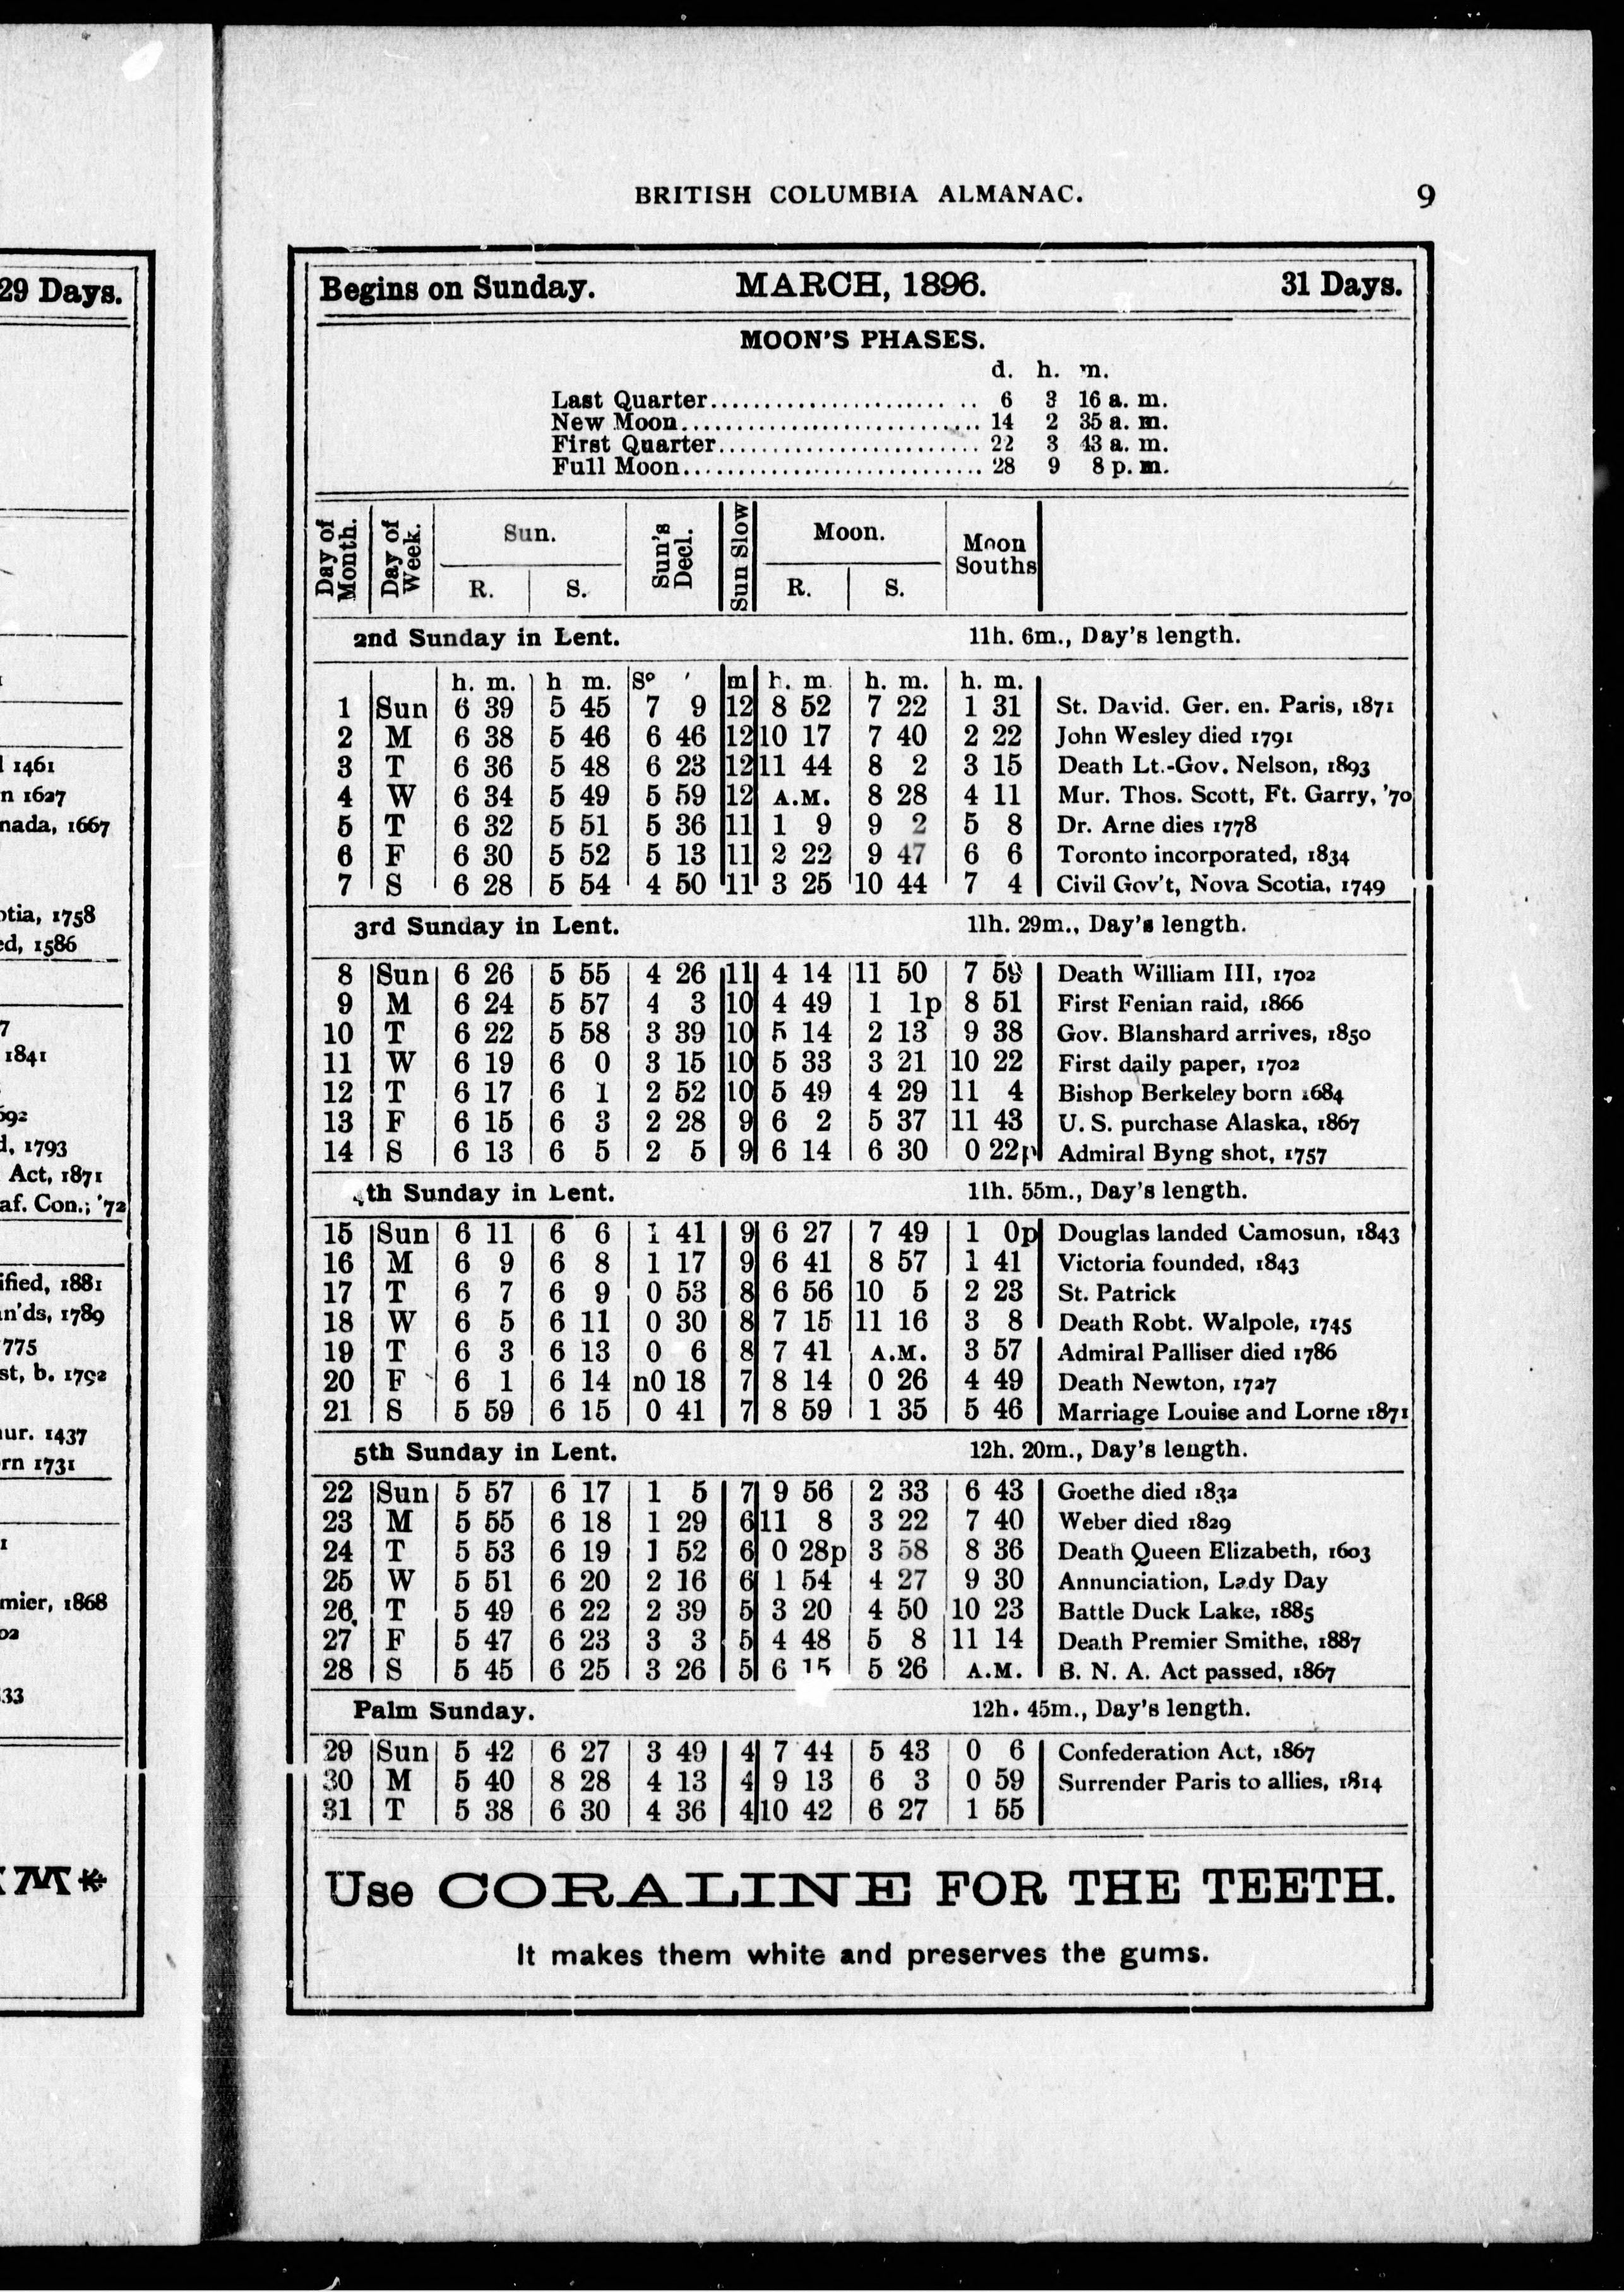 29 Days.
1461
n 1627
nada, 1667
otia, 1758
ed, 1586
7
1841
692
d, 1793
Act, 1871
af. Con.; '72
ified, 1881
an'ds, 1789
775
st, b. 1792
ur. 1437
rn 1731
1
mier, 1868
02
33
BRITISH COLUMBIA ALMANAC. 9
Begins on Sunday. MARCH, 1896. 31 Days.
MOON'S PHASES.
d. h. m.
Last Quarter........................ .. 6 3 16 a. m.
New Moon............................ 14 2 35 a. m.
First Quarter........................ 22 3 43 a. m.
Full Moon............................ 28 9 8 p. m.
Day of Month. Day of Week. Sun. Sun's Decl. Sun Slow Moon. Moon Souths
R. S. R. S.
2nd Sunday in Lent. 11h. 6m., Day's length.
h. m. h m. S° ' m h. m. h. m. h. m.
1 Sun 6 39 5 45 7 9 12 8 52 7 22 1 31 St. David. Ger. en. Paris, 1871
2 M 6 38 5 46 6 46 12 10 17 7 40 2 22 John Wesley died 1791
3 T 6 36 5 48 6 23 12 11 44 8 2 3 15 Death Lt.-Gov. Nelson, 1893
4 W 6 34 5 49 5 59 12 A.M. 8 28 4 11 Mur. Thos. Scott, Ft. Garry, '70
5 T 6 32 5 51 5 36 11 1 9 9 2 5 8 Dr. Arne dies 1778
6 F 6 30 5 52 5 13 11 2 22 9 47 6 6 Toronto incorporated, 1834
7 S 6 28 5 54 4 50 11 3 25 10 44 7 4 Civil Gov't, Nova Scotia, 1749
3rd Sunday in Lent. 11h. 29m., Day's length.
8 Sun 6 26 5 55 4 26 11 4 14 11 50 7 59 Death William III, 1702
9 M 6 24 5 57 4 3 10 4 49 1 1p 8 51 First Fenian raid, 1866
10 T 6 22 5 58 3 39 10 5 14 2 13 9 38 Gov. Blanshard arrives, 1850
11 W 6 19 6 0 3 15 10 5 33 3 21 10 22 First daily paper, 1702
12 T 6 17 6 1 2 52 10 5 49 4 29 11 4 Bishop Berkeley born 1684
13 F 6 15 6 3 2 28 9 6 2 5 37 11 43 U. S. purchase Alaska, 1867
14 S 6 13 6 5 2 5 9 6 14 6 30 0 22p Admiral Byng shot, 1757
4th Sunday in Lent. 11h. 55m., Day's length.
15 Sun 6 11 6 6 1 41 9 6 27 7 49 1 0p Douglas landed Camosun, 1843
16 M 6 9 6 8 1 17 9 6 41 8 57 1 41 Victoria founded, 1843
17 T 6 7 6 9 0 53 8 6 56 10 5 2 23 St. Patrick
18 W 6 5 6 11 0 30 8 7 15 11 16 3 8 Death Robt. Walpole, 1745
19 T 6 3 6 13 0 6 8 7 41 A.M. 3 57 Admiral Palliser died 1786
20 F 6 1 6 14 n0 18 7 8 14 0 26 4 49 Death Newton, 1727
21 S 5 59 6 15 0 41 7 8 59 1 35 5 46 Marriage Louise and Lorne 1871
5th Sunday in Lent. 12h. 20m., Day's length.
22 Sun 5 57 6 17 1 5 7 9 56 2 33 6 43 Goethe died 1832
23 M 5 55 6 18 1 29 6 11 8 3 22 7 40 Weber died 1829
24 T 5 53 6 19 1 52 6 0 28p 3 58 8 36 Death Queen Elizabeth, 1603
25 W 5 51 6 20 2 16 6 1 54 4 27 9 30 Annunciation, Lady Day
26 T 5 49 6 22 2 39 5 3 20 4 50 10 23 Battle Duck Lake, 1885
27 F 5 47 6 23 3 3 5 4 48 5 8 11 14 Death Premier Smithe, 1887
28 S 5 45 6 25 3 26 5 6 15 5 26 A.M. B. N. A. Act passed, 1867
Palm Sunday. 12h. 45m., Day's length.
29 Sun 5 42 6 27 3 49 4 7 44 5 43 0 6 Confederation Act, 1867
30 M 5 40 8 28 4 13 4 9 13 6 3 0 59 Surrender Paris to allies, 1814
31 T 5 38 6 30 4 36 4 10 42 6 27 1 55
Use CORALINE FOR THE TEETH.
It makes them white and preserves the gums.